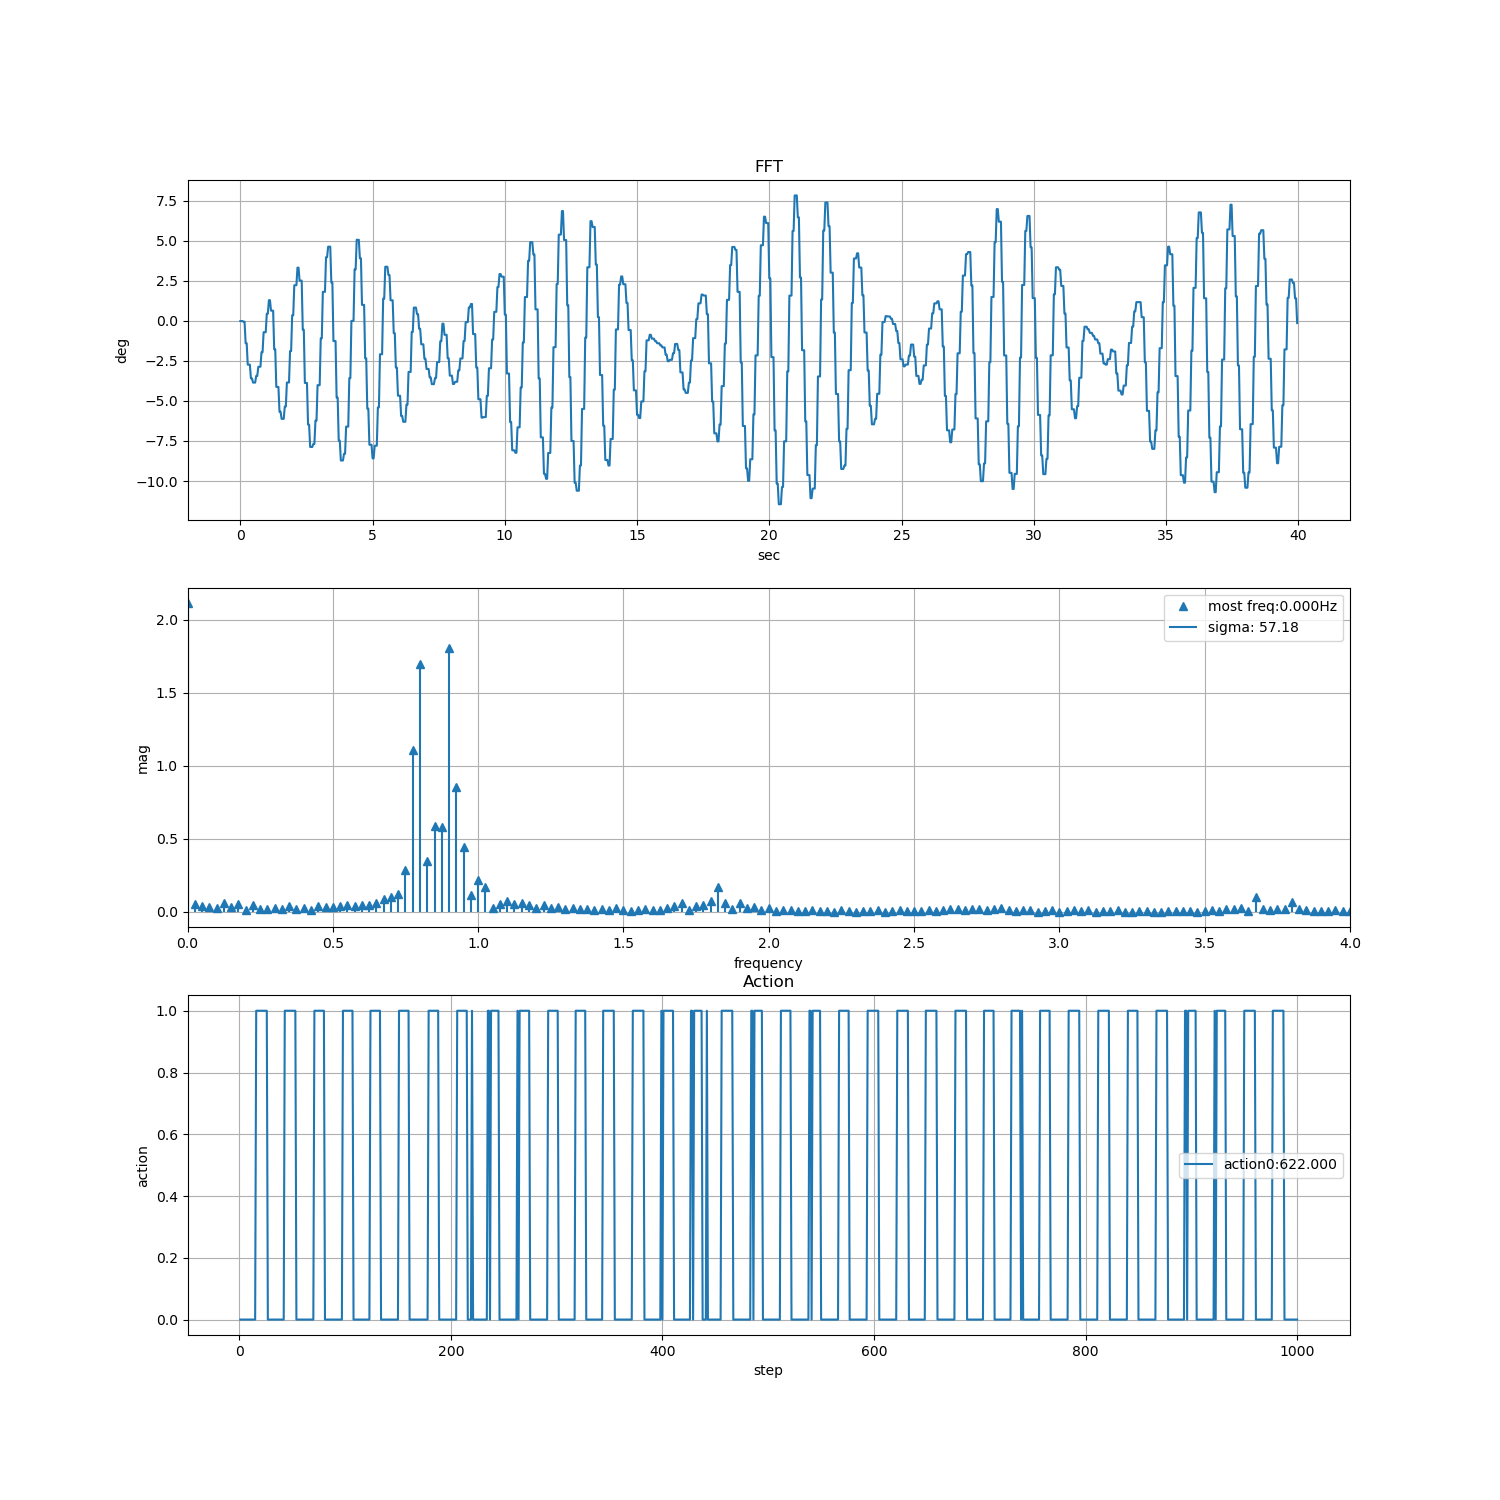 FFT
7.5
5.0
2.5
0.0
−2.5
−5.0
−7.5
−10.0
deg
0 5 10 15 20 25 30 35 40
sec
most freq:0.000Hz
sigma: 57.18
2.0
1.5
1.0
0.5
0.0
mag
0.0 0.5 1.0 1.5 2.0 2.5 3.0 3.5 4.0
frequency
Action
1.0
0.8
0.6
0.4
0.2
0.0
action
action0:622.000
0 200 400 600 800 1000
step